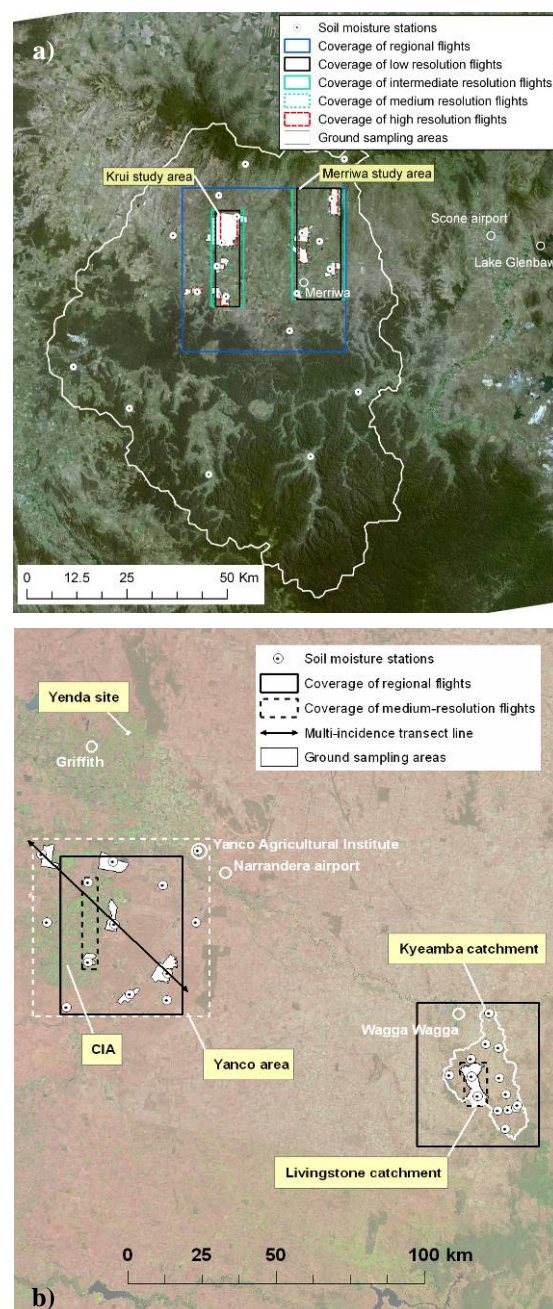 a)
Soil moisture stations
Coverage of regional flights
Coverage of low resolution flights
Coverage of intermediate resolution flights
Coverage of medium resolution flights
Coverage of high resolution flights
Ground sampling areas
Krui study area
Merriwa study area
Scone airport
Lake Glenbaw
Merriwa
0 12.5 25 50 Km
Soil moisture stations
Coverage of regional flights
Coverage of medium-resolution flights
Multi-incidence transect line
Ground sampling areas
Yenda site
Griffith
Yanco Agricultural Institute
Narrandera airport
Kyeamba catchment
Wagga Wagga
CIA
Yanco area
Livingstone catchment
0 25 50 100 km
b)